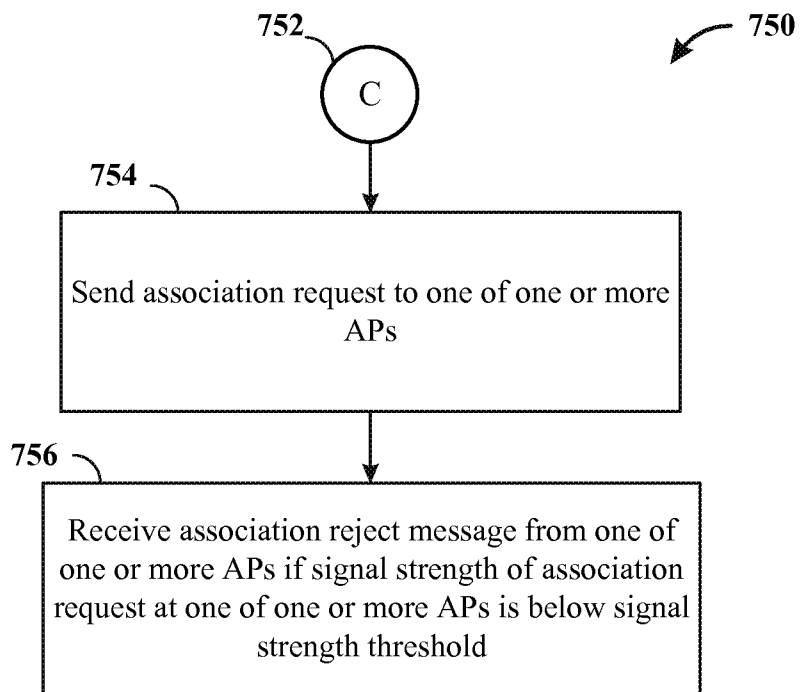 752
750
C
754
Send association request to one of one or more
APs
756
Receive association reject message from one of
one or more APs if signal strength of association
request at one of one or more APs is below signal
strength threshold